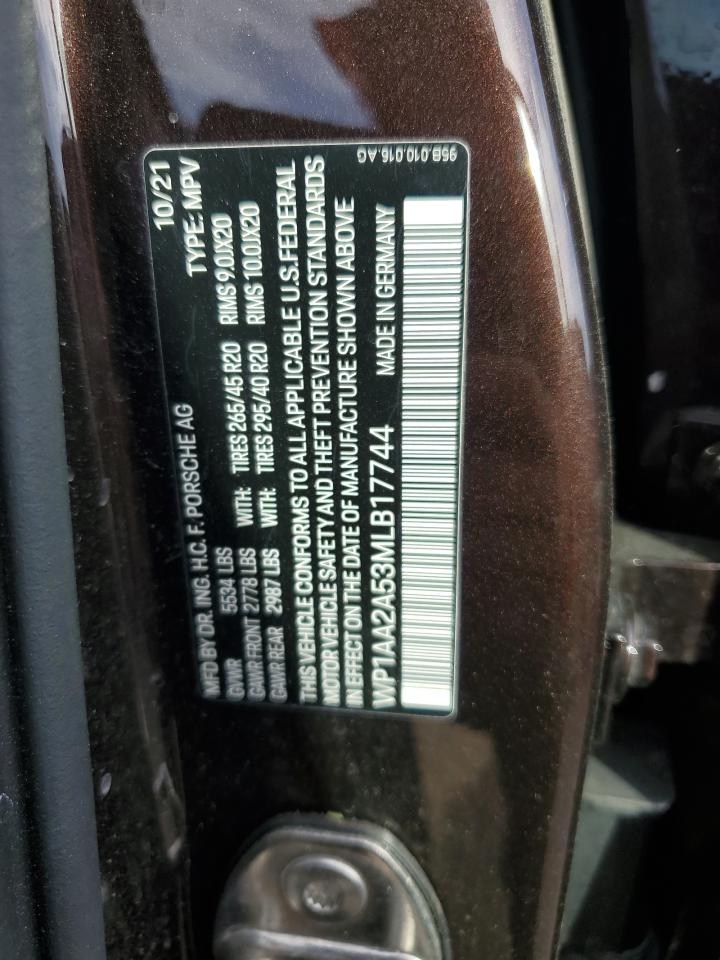 MFD BY DR. ING. H.C. F. PORSCHE AG 10/21
GVWR 5534 LBS TYPE: MPV
GAWR FRONT 2778 LBS WITH: TIRES 265/45 R20 RIMS 9.0JX20
GAWR REAR 2987 LBS WITH: TIRES 295/40 R20 RIMS 10.0JX20
THIS VEHICLE CONFORMS TO ALL APPLICABLE U.S. FEDERAL
MOTOR VEHICLE SAFETY AND THEFT PREVENTION STANDARDS
IN EFFECT ON THE DATE OF MANUFACTURE SHOWN ABOVE
WP1AA2A53MLB17744 MADE IN GERMANY
95B.010.015.AG